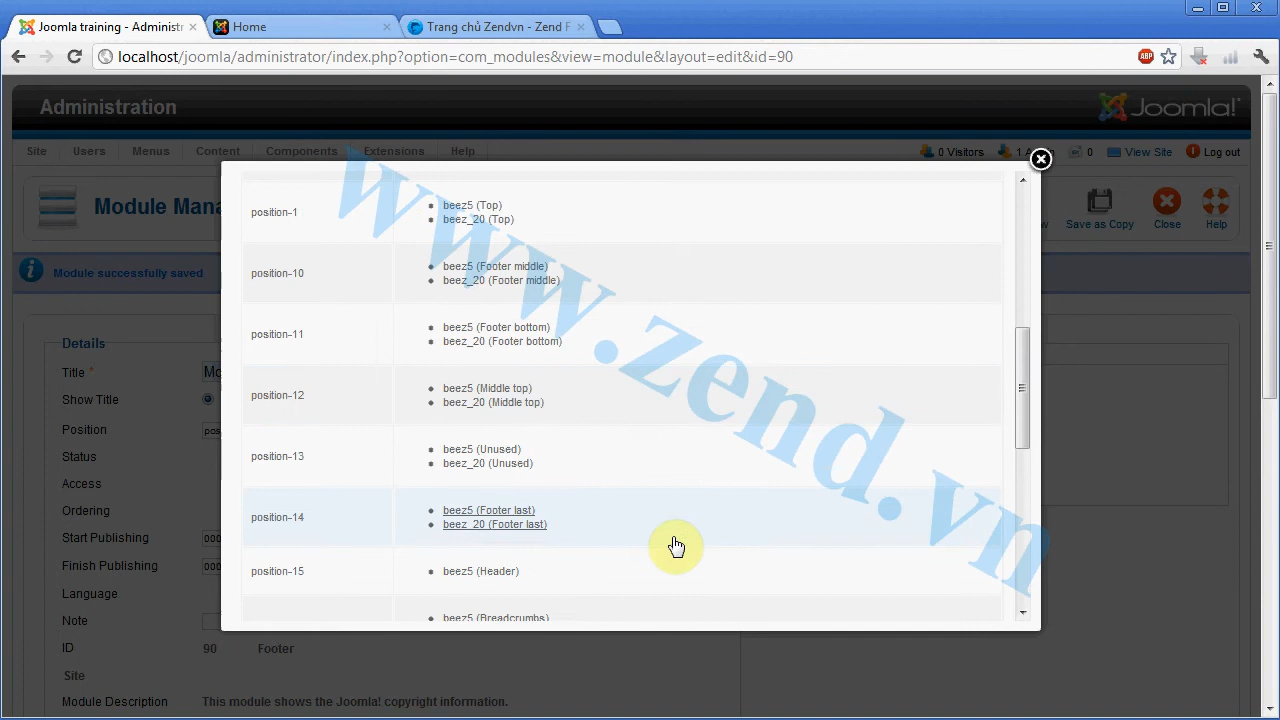 Joomla training - Administr
Home
Trang chủ Zendvn - Zend F
localhost/joomla/administrator/index.php?option=com_modules&view=module&layout=edit&id=90
ABP
Administration
Joomla!
Site Users Menus Content Components Extensions Help
0 Visitors
0 View Site Log out
Module Mana
Save as Copy Close Help
Module successfully saved
Details
Title *
Show Title
Position
Status
Access
Ordering
Start Publishing
Finish Publishing
Language
Note
ID 90 Footer
Site
Module Description This module shows the Joomla! copyright information.
position-1
beez5 (Top)
beez_20 (Top)
position-10
beez5 (Footer middle)
beez_20 (Footer middle)
position-11
beez5 (Footer bottom)
beez_20 (Footer bottom)
position-12
beez5 (Middle top)
beez_20 (Middle top)
position-13
beez5 (Unused)
beez_20 (Unused)
position-14
beez5 (Footer last)
beez_20 (Footer last)
position-15
beez5 (Header)
beez5 (Breadcrumbs)
www.zend.vn